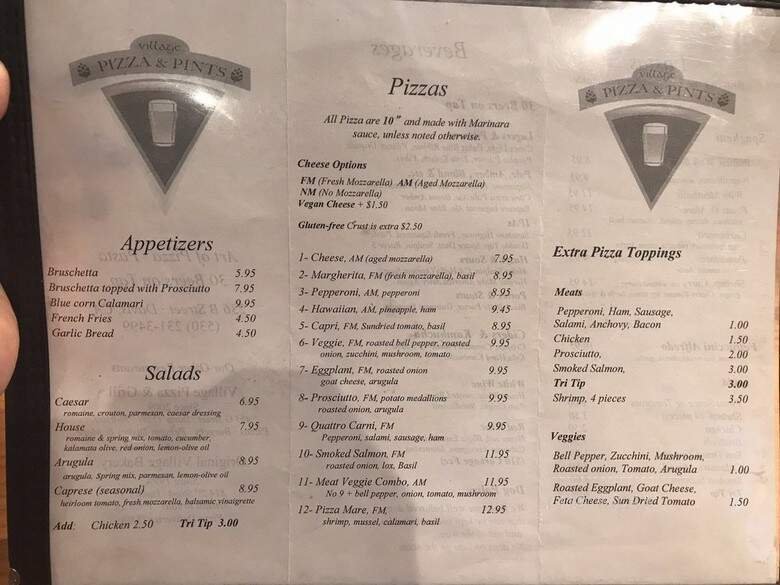 village
PIZZA & PINTS
Appetizers
Bruschetta 5.95
Bruschetta topped with Prosciutto 7.95
Blue corn Calamari 9.95
French Fries 4.50
Garlic Bread 4.50
Salads
Caesar 6.95
romaine, crouton, parmesan, caesar dressing
House 7.95
romaine & spring mix, tomato, cucumber,
kalamata olive, red onion, lemon-olive oil
Arugula 8.95
arugula, Spring mix, parmesan, lemon-olive oil
Caprese (seasonal) 8.95
heirloom tomato, fresh mozzarella, balsamic vinaigrette
Add: Chicken 2.50 Tri Tip 3.00
Pizzas
All Pizza are 10" and made with Marinara
sauce, unless noted otherwise.
Cheese Options
FM (Fresh Mozzarella) AM (Aged Mozzarella)
NM (No Mozzarella)
Vegan Cheese + $1.50
Gluten-free Crust is extra $2.50
1- Cheese, AM (aged mozzarella) 7.95
2- Margherita, FM (fresh mozzarella), basil 8.95
3- Pepperoni, AM, pepperoni 8.95
4- Hawaiian, AM, pineapple, ham 9.45
5- Capri, FM, Sundried tomato, basil 8.95
6- Veggie, FM, roasted bell pepper, roasted 9.95
onion, zucchini, mushroom, tomato
7- Eggplant, FM, roasted onion 9.95
goat cheese, arugula
8- Prosciutto, FM, potato medallions 9.95
roasted onion, arugula
9- Quattro Carni, FM 9.95
Pepperoni, salami, sausage, ham
10- Smoked Salmon, FM 11.95
roasted onion, lox, Basil
11- Meat Veggie Combo, AM 11.95
No 9 + bell pepper, onion, tomato, mushroom
12- Pizza Mare, FM, 12.95
shrimp, mussel, calamari, basil
village
PIZZA & PINTS
Extra Pizza Toppings
Meats
Pepperoni, Ham, Sausage,
Salami, Anchovy, Bacon 1.00
Chicken 1.50
Prosciutto, 2.00
Smoked Salmon, 3.00
Tri Tip 3.00
Shrimp, 4 pieces 3.50
Veggies
Bell Pepper, Zucchini, Mushroom,
Roasted onion, Tomato, Arugula 1.00
Roasted Eggplant, Goat Cheese,
Feta Cheese, Sun Dried Tomato 1.50